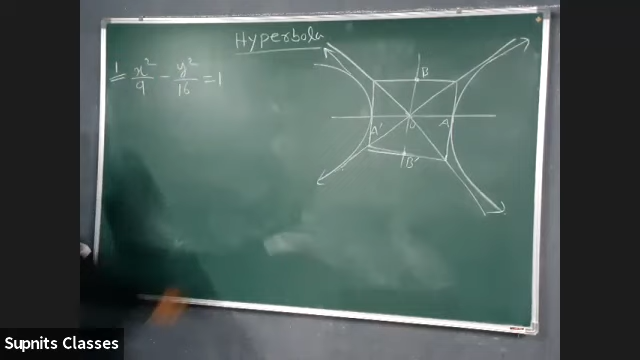 Hyperbola
1 x²/9 - y²/16 = 1
B
A' O A
B'
Supnits Classes